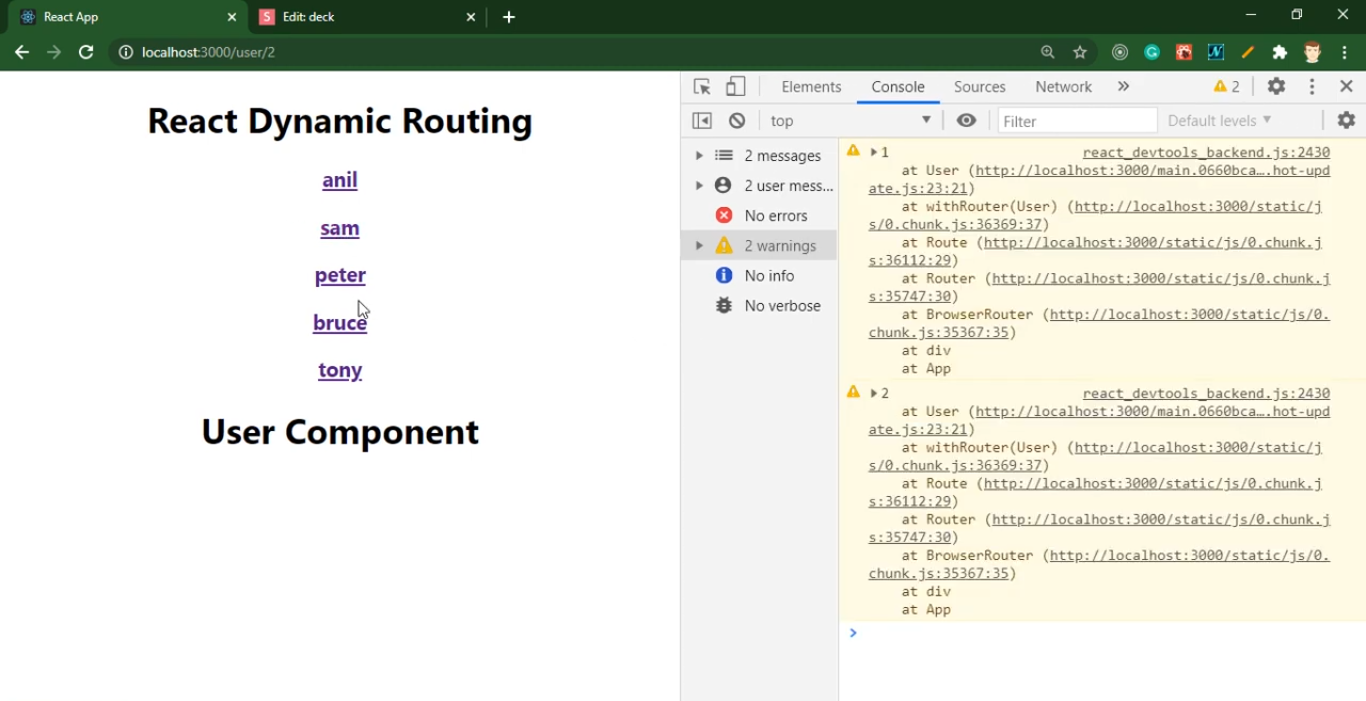 React App
S Edit: deck
localhost:3000/user/2
React Dynamic Routing
anil
sam
peter
bruce
tony
User Component
Elements Console Sources Network » 2
top Filter Default levels
2 messages
2 user mess...
No errors
2 warnings
No info
No verbose
1 react_devtools_backend.js:2430
at User (http://localhost:3000/main.0660bca….hot-upd
ate.js:23:21)
at withRouter(User) (http://localhost:3000/static/j
s/0.chunk.js:36369:37)
at Route (http://localhost:3000/static/js/0.chunk.j
s:36112:29)
at Router (http://localhost:3000/static/js/0.chunk.j
s:35747:30)
at BrowserRouter (http://localhost:3000/static/js/0.
chunk.js:35367:35)
at div
at App
2 react_devtools_backend.js:2430
at User (http://localhost:3000/main.0660bca….hot-upd
ate.js:23:21)
at withRouter(User) (http://localhost:3000/static/j
s/0.chunk.js:36369:37)
at Route (http://localhost:3000/static/js/0.chunk.j
s:36112:29)
at Router (http://localhost:3000/static/js/0.chunk.j
s:35747:30)
at BrowserRouter (http://localhost:3000/static/js/0.
chunk.js:35367:35)
at div
at App